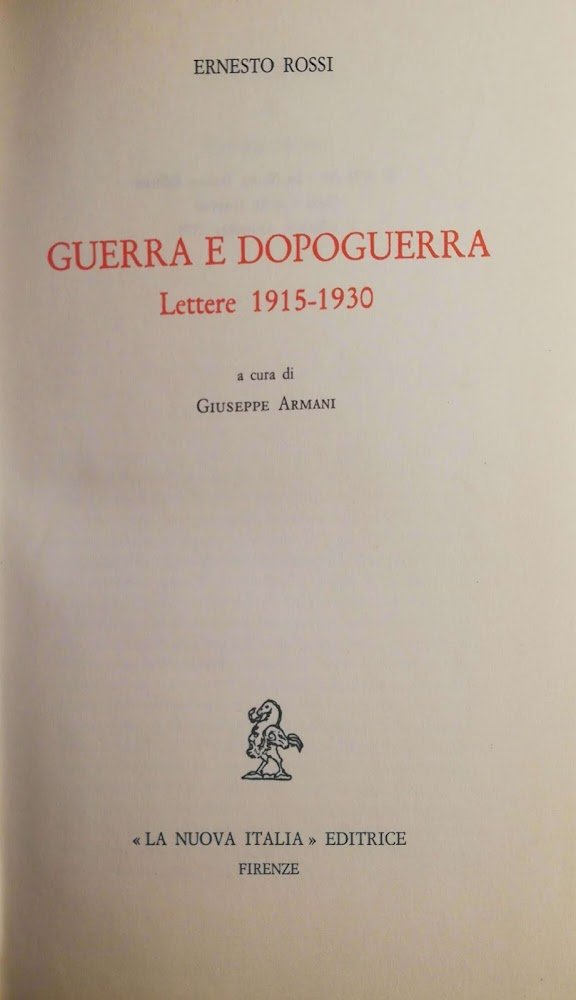 ERNESTO ROSSI
GUERRA E DOPOGUERRA
Lettere 1915-1930
a cura di
GIUSEPPE ARMANI
« LA NUOVA ITALIA » EDITRICE
FIRENZE